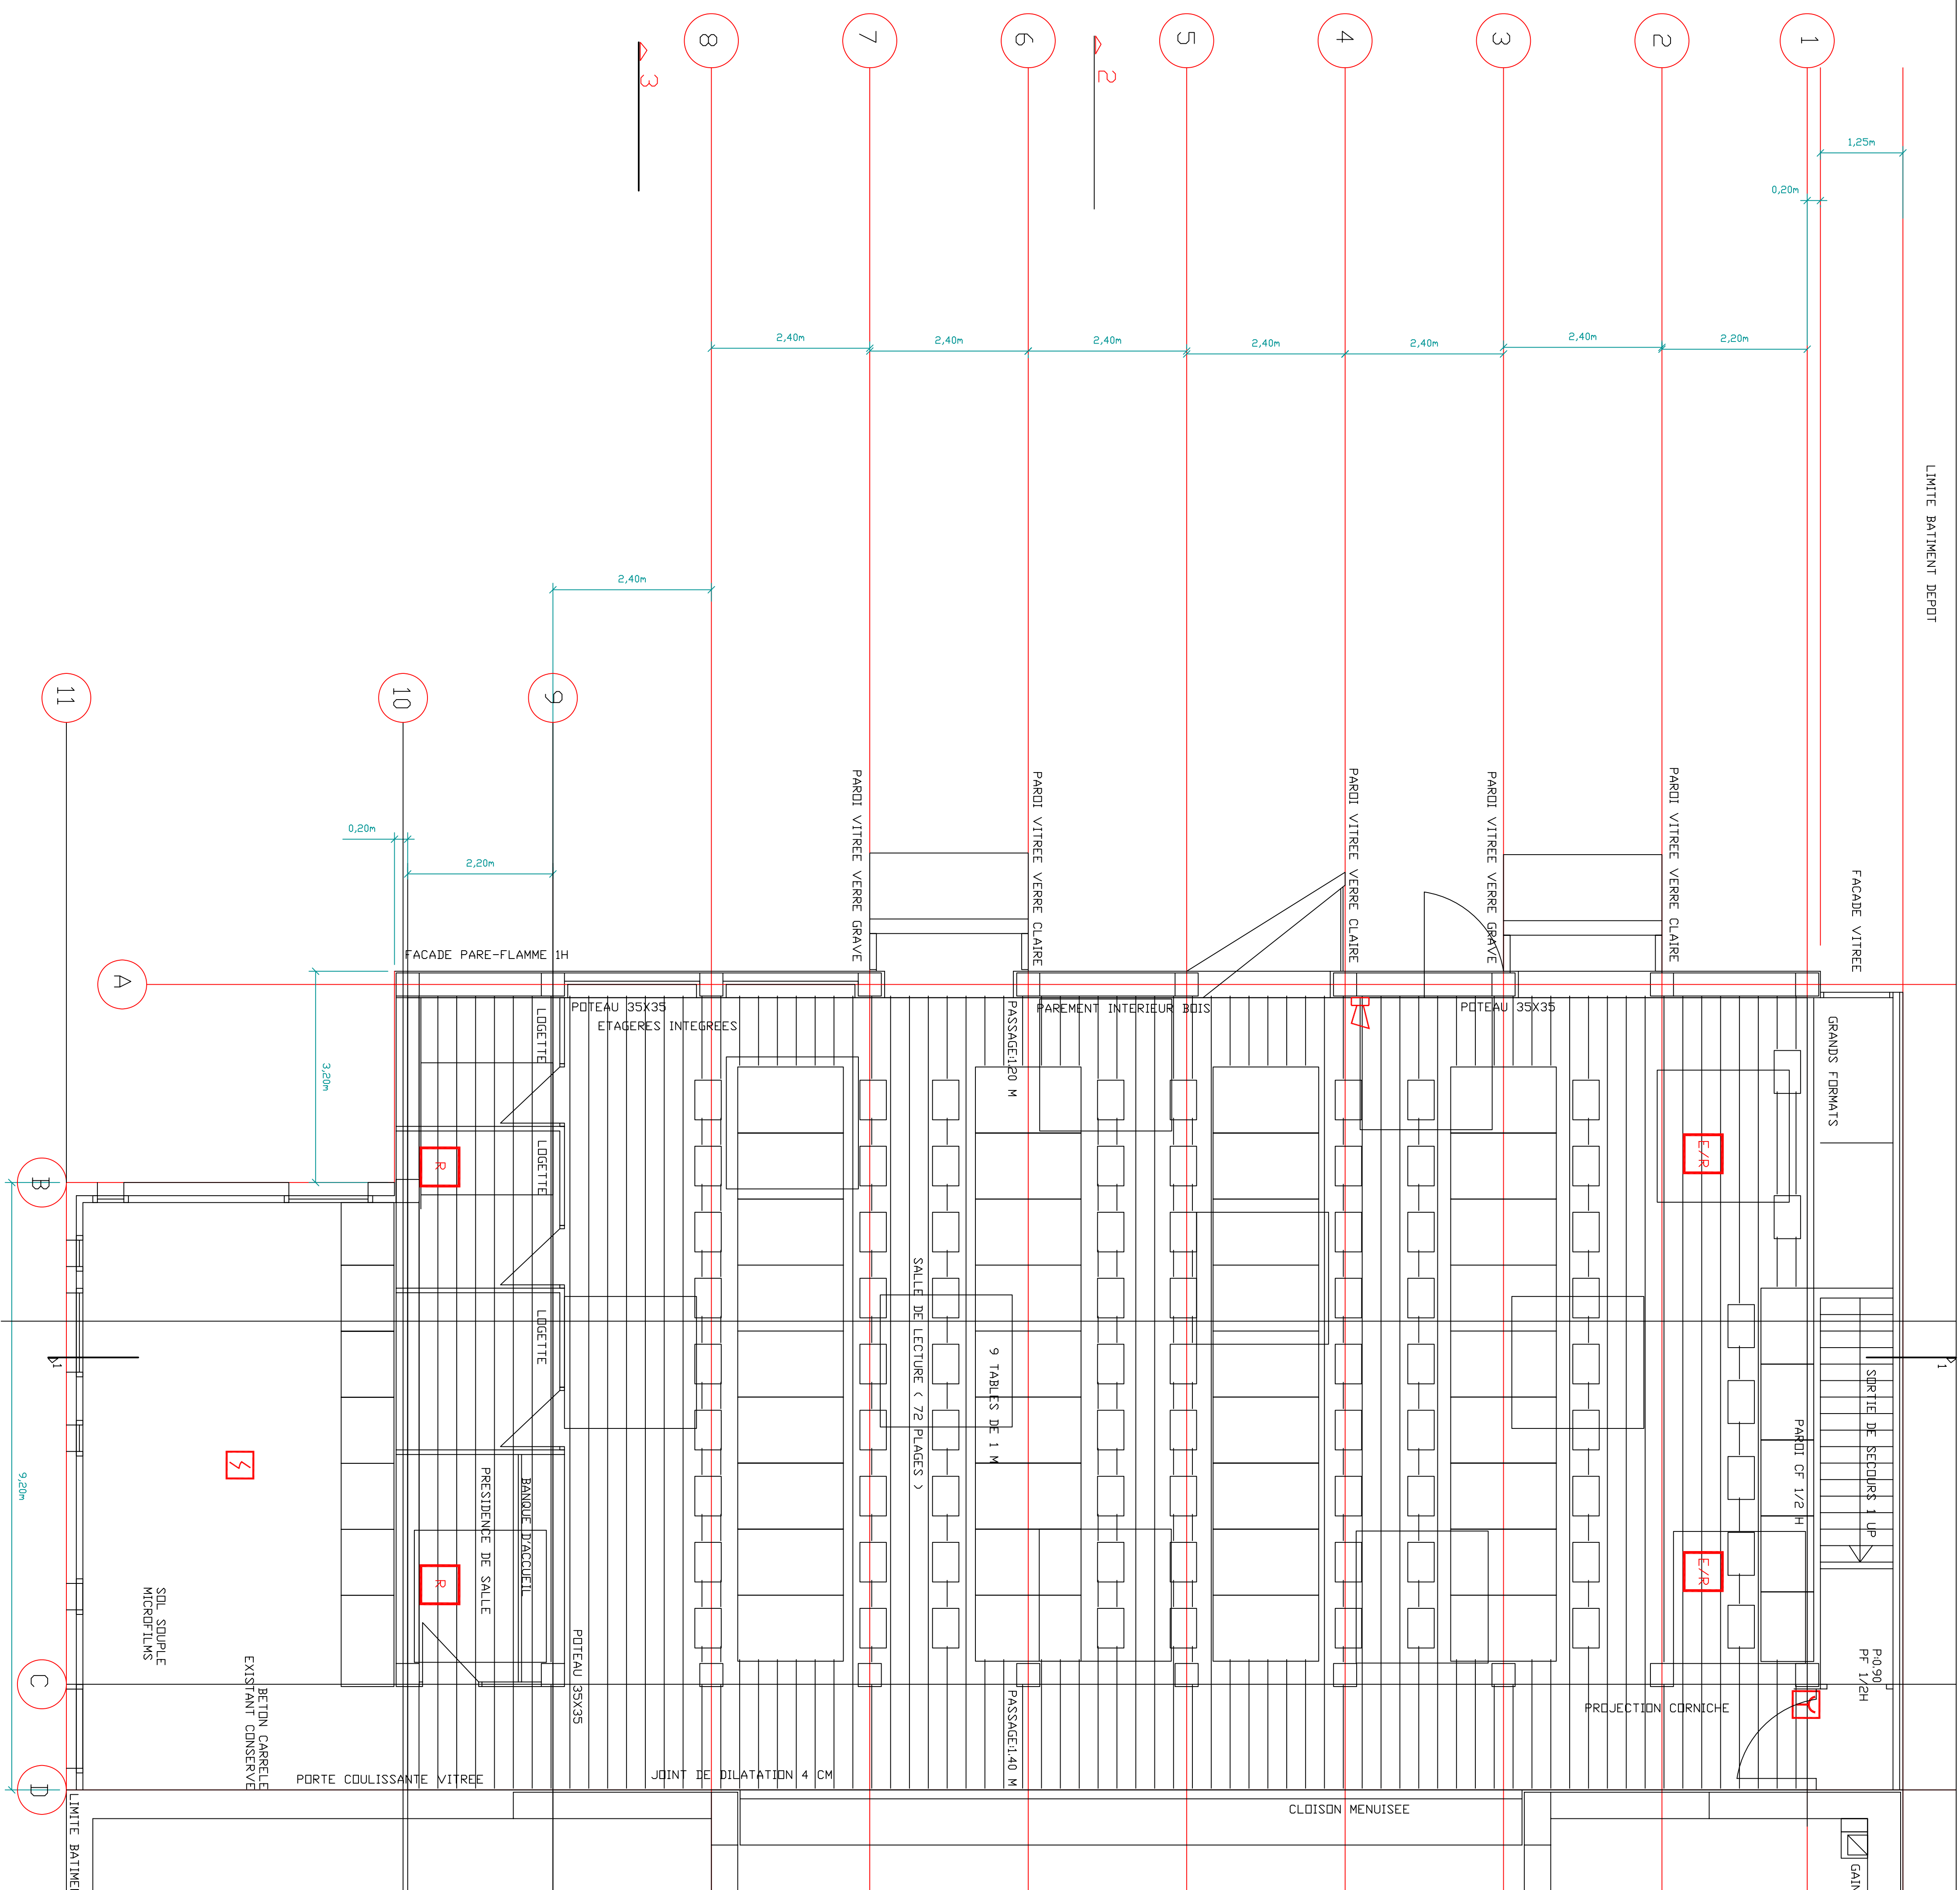 8
7
6
5
4
3
2
1
3
2
1,25m
0,20m
2,40m
2,40m
2,40m
2,40m
2,40m
2,40m
2,20m
LIMITE BATIMENT DEPOT
2,40m
11
10
9
0,20m
2,20m
PAROI VITREE VERRE GRAVE
PAROI VITREE VERRE CLAIRE
PAROI VITREE VERRE CLAIRE
PAROI VITREE VERRE GRAVE
PAROI VITREE VERRE CLAIRE
FACADE VITREE
FACADE PARE-FLAMME 1H
A
POTEAU 35X35
ETAGERES INTEGREES
PASSAGE:1.20 M
PAREMENT INTERIEUR BOIS
POTEAU 35X35
GRANDS FORMATS
LOGETTE
3,20m
LOGETTE
R
E/R
B
LOGETTE
SALLE DE LECTURE ( 72 PLAGES )
9 TABLES DE 1 M
1
1
SORTIE DE SECOURS 1 UP
PAROI CF 1/2 H
9,20m
PRESIDENCE DE SALLE
BANQUE D'ACCUEIL
R
E/R
SOL SOUPLE
MICROFILMS
POTEAU 35X35
BETON CARRELE
EXISTANT CONSERVE
P:0.90
PF 1/2H
C
PASSAGE:1.40 M
PROJECTION CORNICHE
D
PORTE COULISSANTE VITREE
JOINT DE DILATATION 4 CM
CLOISON MENUISEE
LIMITE BATIME
GAIN